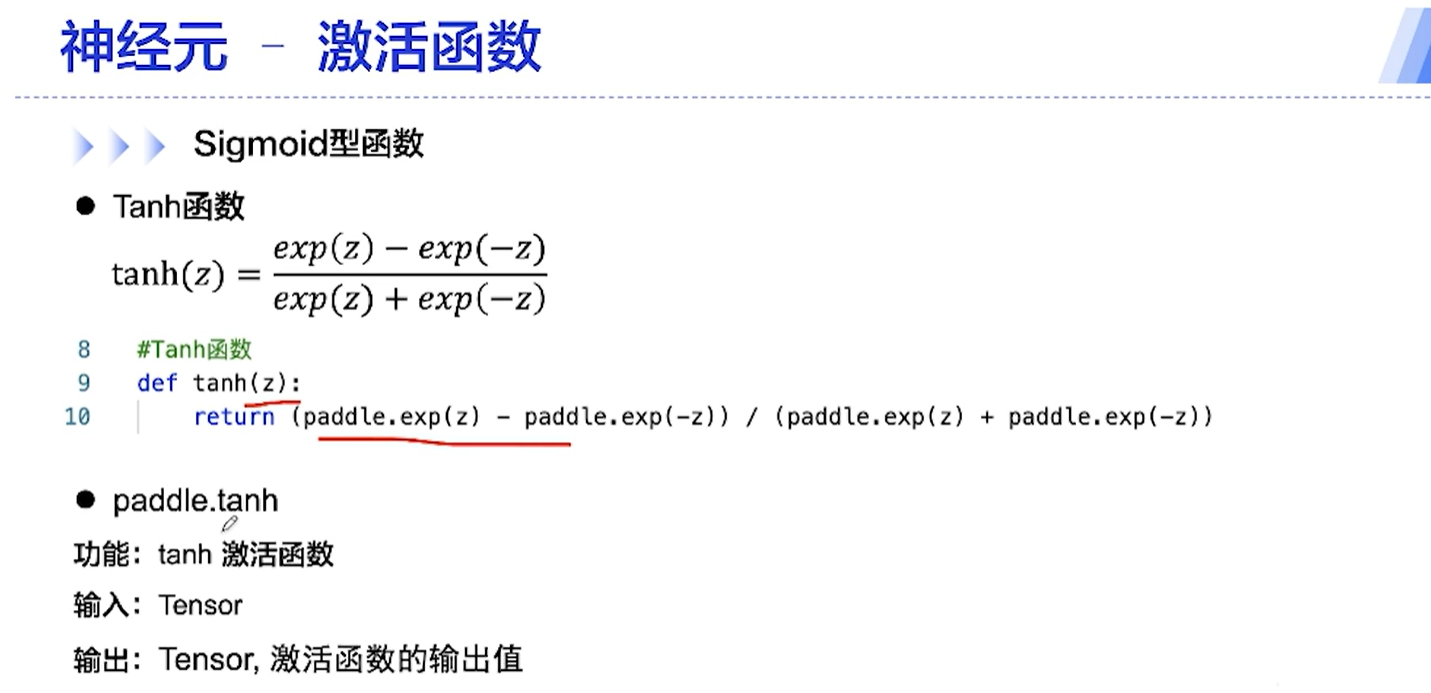 神经元 - 激活函数
Sigmoid型函数
● Tanh函数
tanh(z) = \frac{exp(z) − exp(−z)}{exp(z) + exp(−z)}
8 #Tanh函数
9 def tanh(z):
10 return (paddle.exp(z) - paddle.exp(-z)) / (paddle.exp(z) + paddle.exp(-z))
● paddle.tanh
功能：tanh 激活函数
输入：Tensor
输出：Tensor, 激活函数的输出值